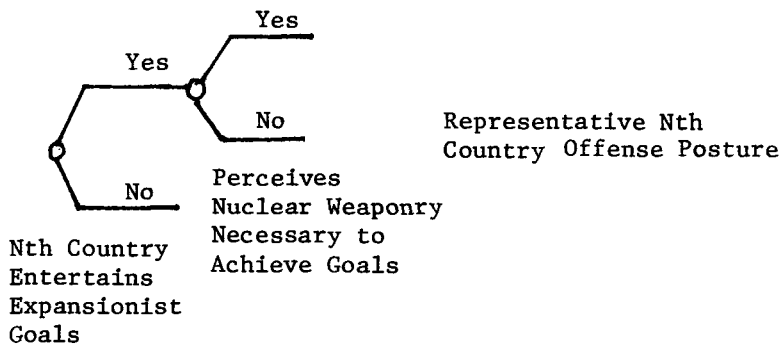 Yes
Yes
No
No
Representative Nth
Country Offense Posture
Perceives
Nuclear Weaponry
Necessary to
Achieve Goals
Nth Country
Entertains
Expansionist
Goals